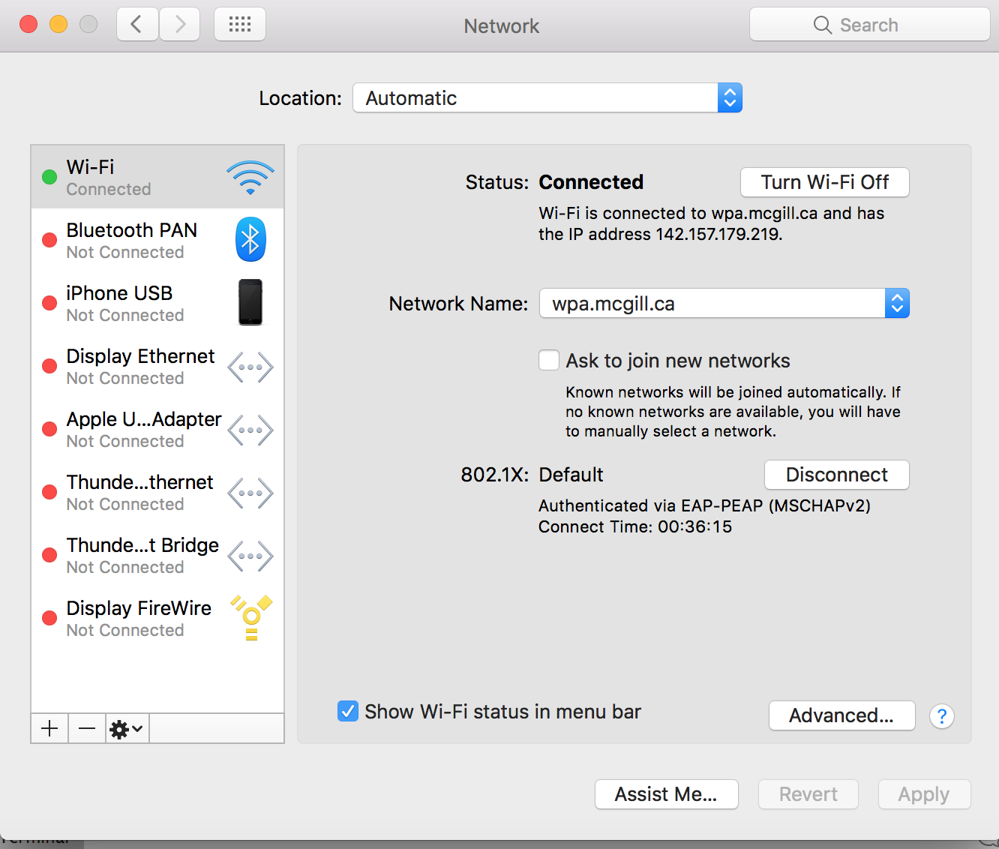 Network
Search
Location: Automatic
Wi-Fi
Connected
Bluetooth PAN
Not Connected
iPhone USB
Not Connected
Display Ethernet
Not Connected
Apple U...Adapter
Not Connected
Thunde...thernet
Not Connected
Thunde...t Bridge
Not Connected
Display FireWire
Not Connected
Status: Connected
Turn Wi-Fi Off
Wi-Fi is connected to wpa.mcgill.ca and has
the IP address 142.157.179.219.
Network Name: wpa.mcgill.ca
Ask to join new networks
Known networks will be joined automatically. If
no known networks are available, you will have
to manually select a network.
802.1X: Default
Disconnect
Authenticated via EAP-PEAP (MSCHAPv2)
Connect Time: 00:36:15
Show Wi-Fi status in menu bar
Advanced...
?
Assist Me...
Revert
Apply